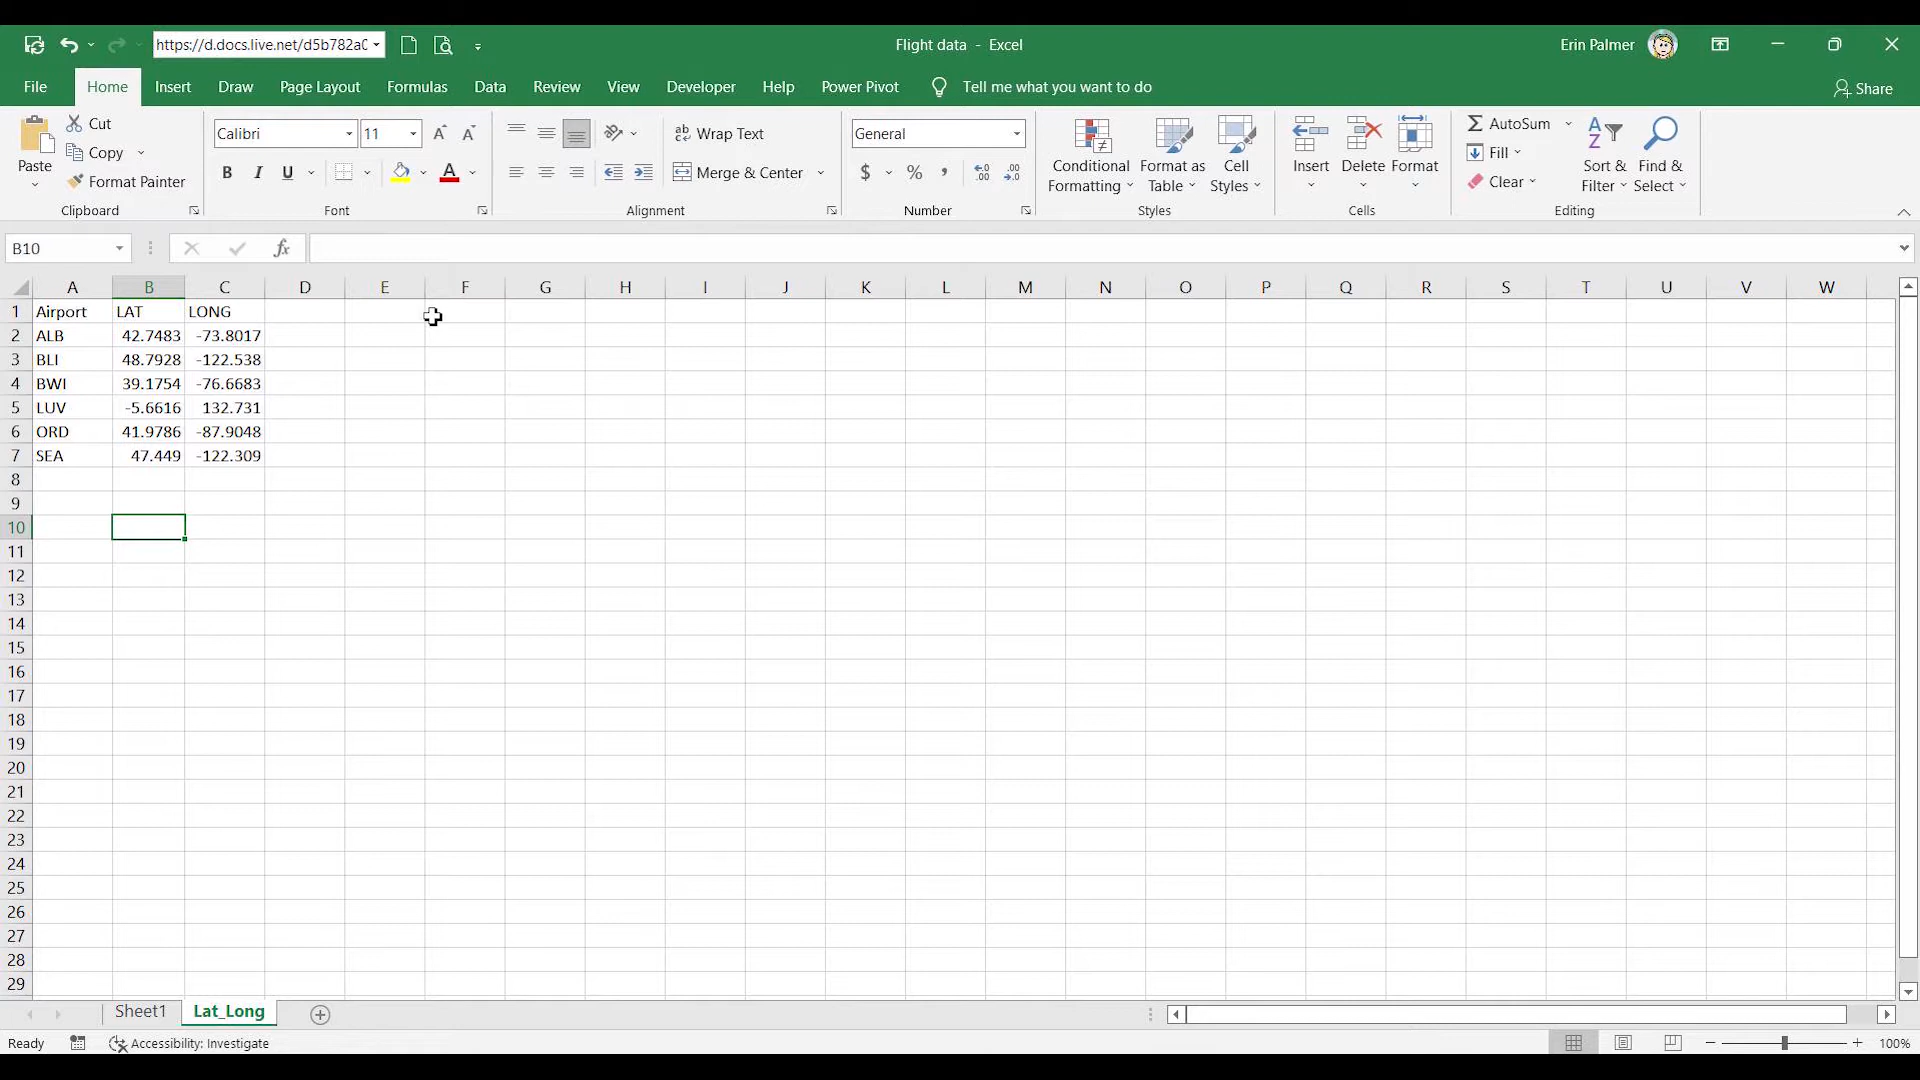 https://d.docs.live.net/d5b782a0
Flight data - Excel
Erin Palmer
File Home Insert Draw Page Layout Formulas Data Review View Developer Help Power Pivot Tell me what you want to do
Share
Paste
Cut
Copy
Format Painter
Clipboard
Calibri 11
B I U
Font
Wrap Text
Merge & Center
Alignment
General
$ % ,
Number
Conditional Formatting
Format as Table
Cell Styles
Styles
Insert Delete Format
Cells
AutoSum
Fill
Clear
Sort & Filter
Find & Select
Editing
B10 fx
A B C D E F G H I J K L M N O P Q R S T U V W
1 Airport LAT LONG
2 ALB 42.7483 -73.8017
3 BLI 48.7928 -122.538
4 BWI 39.1754 -76.6683
5 LUV -5.6616 132.731
6 ORD 41.9786 -87.9048
7 SEA 47.449 -122.309
8
9
10
11
12
13
14
15
16
17
18
19
20
21
22
23
24
25
26
27
28
29
Sheet1 Lat_Long
Ready Accessibility: Investigate 100%